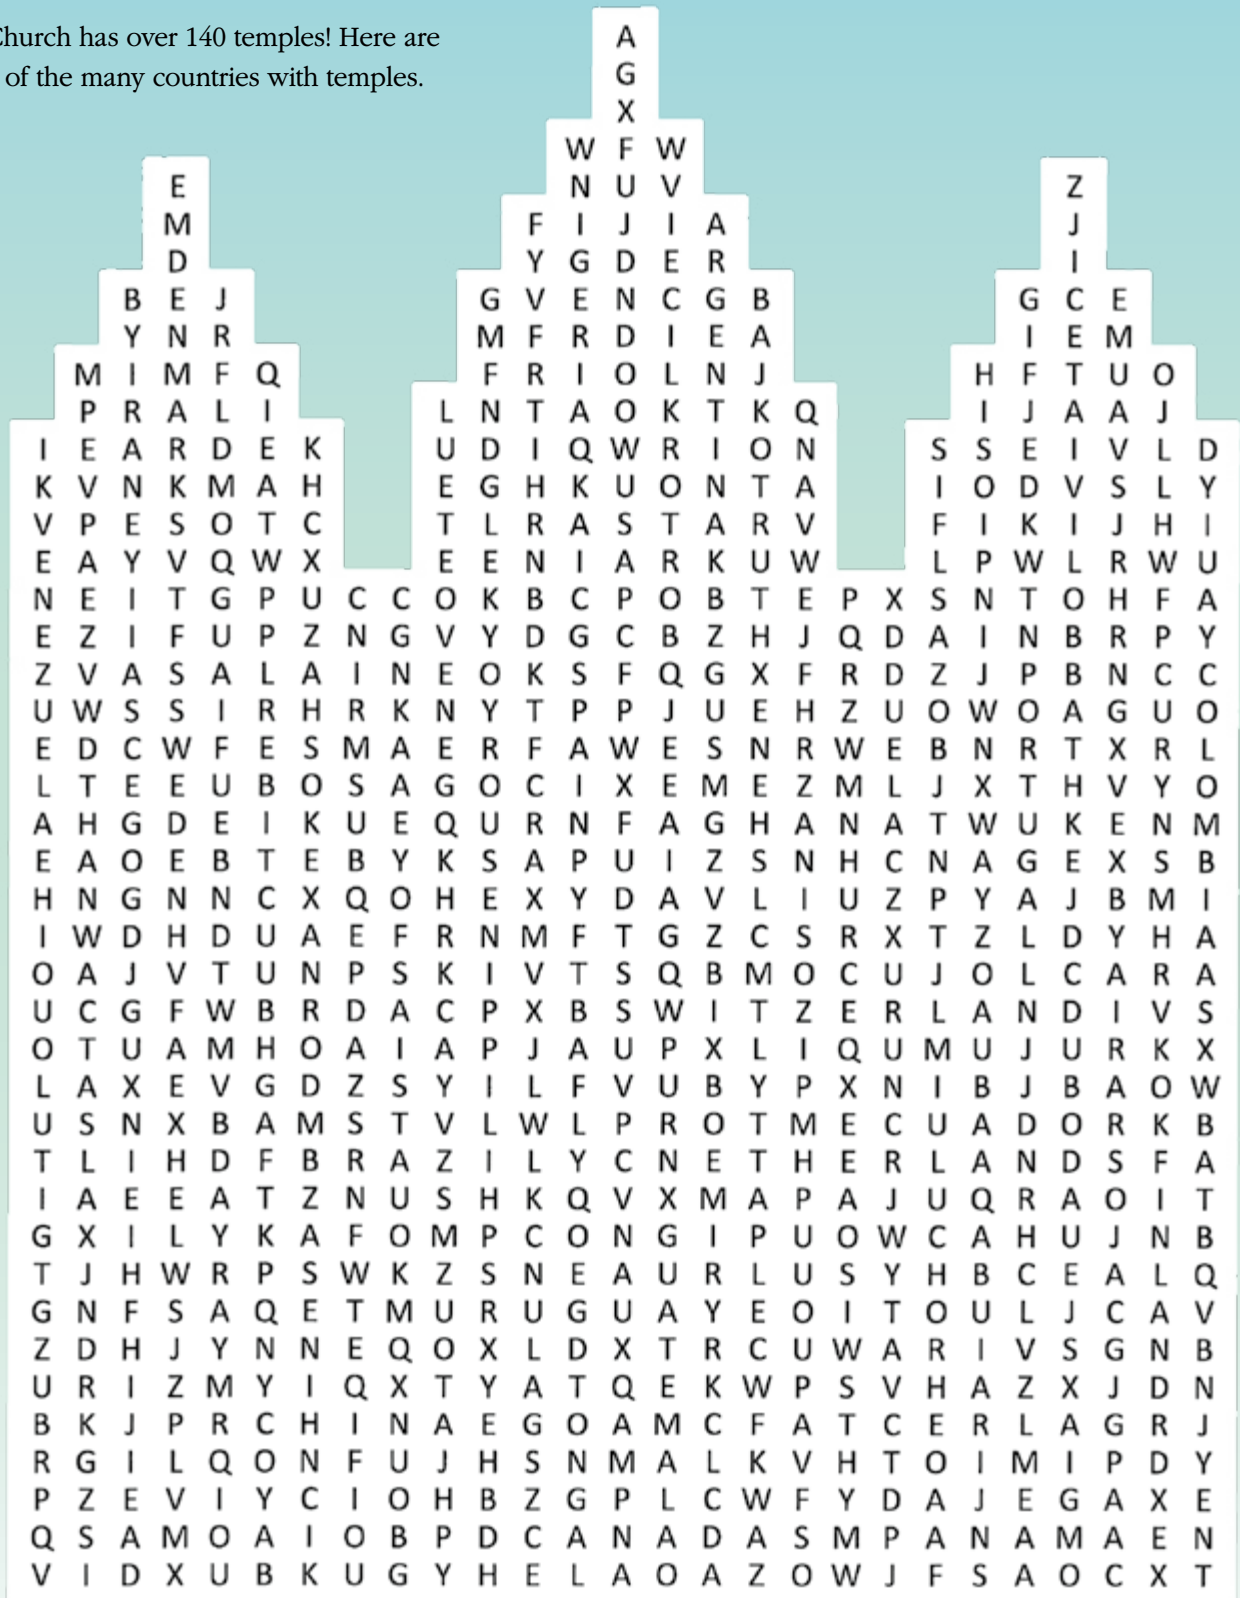 Church has over 140 temples! Here are
of the many countries with temples.
A
G
X
W F W
E N U V Z
M F I J I A J
D Y G D E R I
B E J G V E N C G B G C E
Y N R M F R D I E A I E M
M I M F Q F R I O L N J H F T U O
P R A L I L N T A O K T K Q I J A A J
I E A R D E K U D I Q W R I O N S S E I V L D
K V N K M A H E G H K U O N T A I O D V S L Y
V P E S O T C T L R A S T A R V F I K I J H I
E A Y V Q W X E E N I A R K U W L P W L R W U
N E I T G P U C C O K B C P O B T E P X S N T O H F A
E Z I F U P Z N G V Y D G C B Z H J Q D A I N B R P Y
Z V A S A L A I N E O K S F Q G X F R D Z J P B N C C
U W S S I R H R K N Y T P P J U E H Z U O W O A G U O
E D C W F E S M A E R F A W E S N R W E B N R T X R L
L T E E U B O S A G O C I X E M E Z M L J X T H V Y O
A H G D E I K U E Q U R N F A G H A N A T W U K E N M
E A O E B T E B Y K S A P U I Z S N H C N A G E X S B
H N G N N C X Q O H E X Y D A V L I U Z P Y A J B M I
I W D H D U A E F R N M F T G Z C S R X T Z L D Y H A
O A J V T U N P S K I V T S Q B M O C U J O L C A R A
U C G F W B R D A C P X B S W I T Z E R L A N D I V S
O T U A M H O A I A P J A U P X L I Q U M U J U R K X
L A X E V G D Z S Y I L F V U B Y P X N I B J B A O W
U S N X B A M S T V L W L P R O T M E C U A D O R K B
T L I H D F B R A Z I L Y C N E T H E R L A N D S F A
I A E E A T Z N U S H K Q V X M A P A J U Q R A O I T
G X I L Y K A F O M P C O N G I P U O W C A H U J N B
T J H W R P S W K Z S N E A U R L U S Y H B C E A L Q
G N F S A Q E T M U R U G U A Y E O I T O U L J C A V
Z D H J Y N N E Q O X L D X T R C U W A R I V S G N B
U R I Z M Y I Q X T Y A T Q E K W P S V H A Z X J D N
B K J P R C H I N A E G O A M C F A T C E R L A G R J
R G I L Q O N F U J H S N M A L K V H T O I M I P D Y
P Z E V I Y C I O H B Z G P L C W F Y D A J E G A X E
Q S A M O A I O B P D C A N A D A S M P A N A M A E N
V I D X U B K U G Y H E L A O A Z O W J F S A O C X T